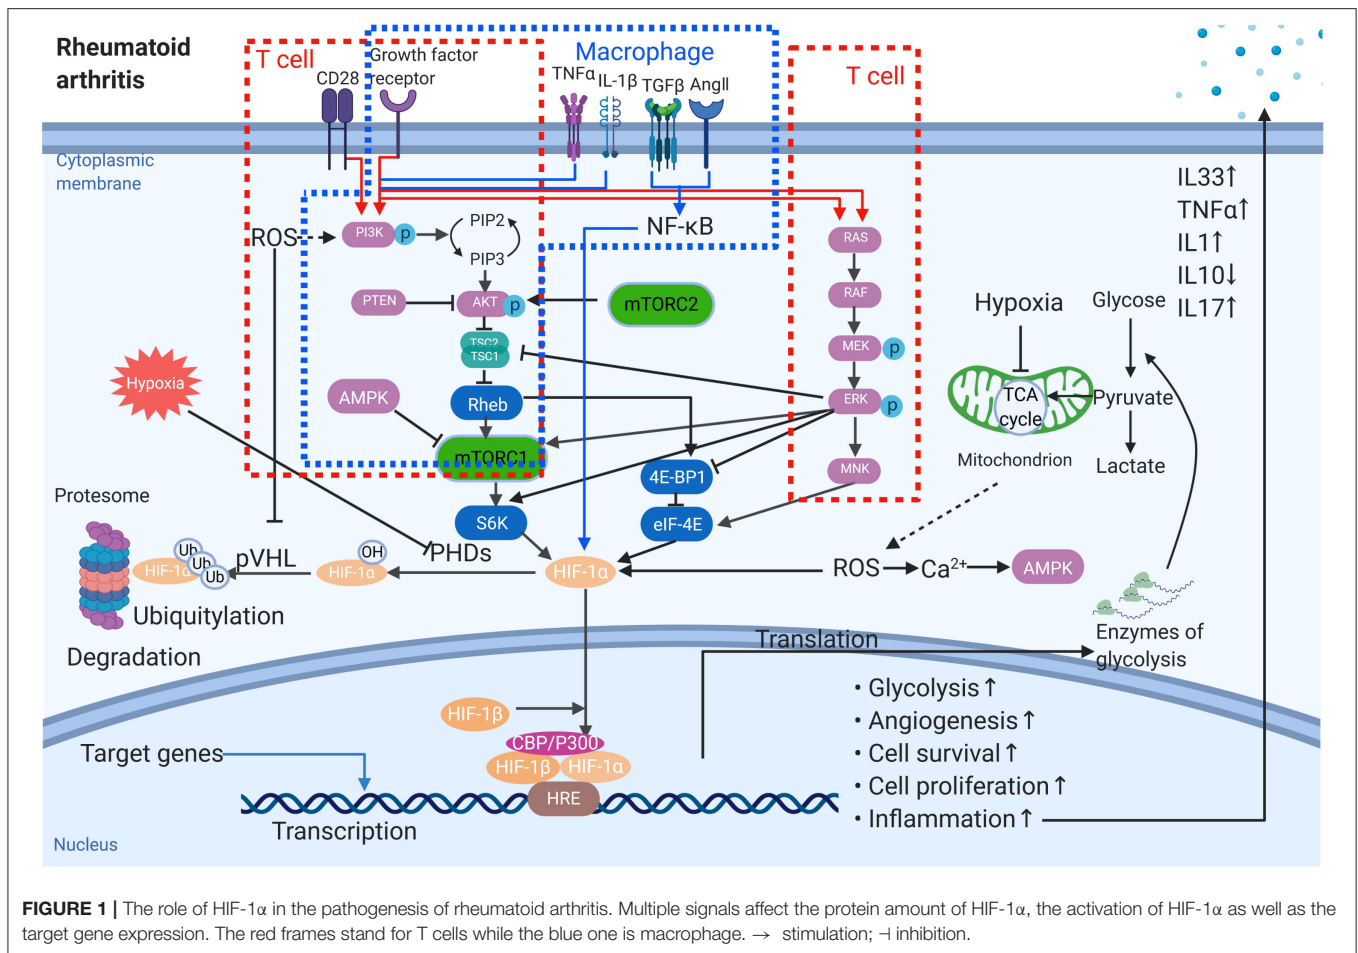 Rheumatoid
arthritis
T cell
CD28
Growth factor
receptor
Macrophage
TNFα
IL-1β
TGFβ
AngII
T cell
Cytoplasmic
membrane
IL33↑
TNFα↑
IL1↑
IL10↓
IL17↑
ROS
PI3K
p
PIP2
PIP3
NF-κB
RAS
PTEN
AKT
p
mTORC2
RAF
TSC2
TSC1
MEK
p
Hypoxia
Glycose
Hypoxia
AMPK
Rheb
ERK
p
TCA
cycle
Pyruvate
mTORC1
4E-BP1
MNK
Mitochondrion
Lactate
Protesome
S6K
eIF-4E
HIF-1α
Ub
Ub
Ub
pVHL
HIF-1α
OH
PHDs
HIF-1α
ROS
Ca2+
AMPK
Ubiquitylation
Degradation
Translation
Enzymes of
glycolysis
HIF-1β
CBP/P300
HIF-1β
HIF-1α
HRE
Target genes
Transcription
Nucleus
• Glycolysis↑
• Angiogenesis↑
• Cell survival↑
• Cell proliferation↑
• Inflammation↑
FIGURE 1 | The role of HIF-1α in the pathogenesis of rheumatoid arthritis. Multiple signals affect the protein amount of HIF-1α, the activation of HIF-1α as well as the
target gene expression. The red frames stand for T cells while the blue one is macrophage. → stimulation; ⊣ inhibition.